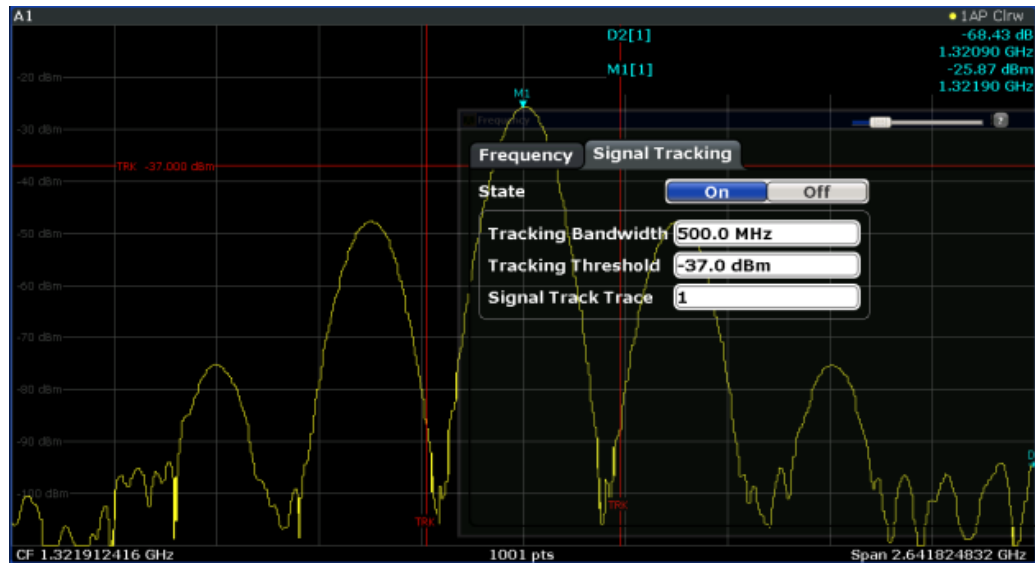 A1
1AP Clrw
D2[1]
-68.43 dB
1.32090 GHz
M1[1]
-25.87 dBm
1.32190 GHz
-20 dBm
M1
Frequency
?
-30 dBm
Frequency
Signal Tracking
TRK -37.000 dBm
-40 dBm
State
On
Off
-50 dBm
Tracking Bandwidth
500.0 MHz
Tracking Threshold
-37.0 dBm
-60 dBm
Signal Track Trace
1
-70 dBm
-80 dBm
-90 dBm
D
-100 dBm
TRK
TRK
CF 1.321912416 GHz
1001 pts
Span 2.641824832 GHz